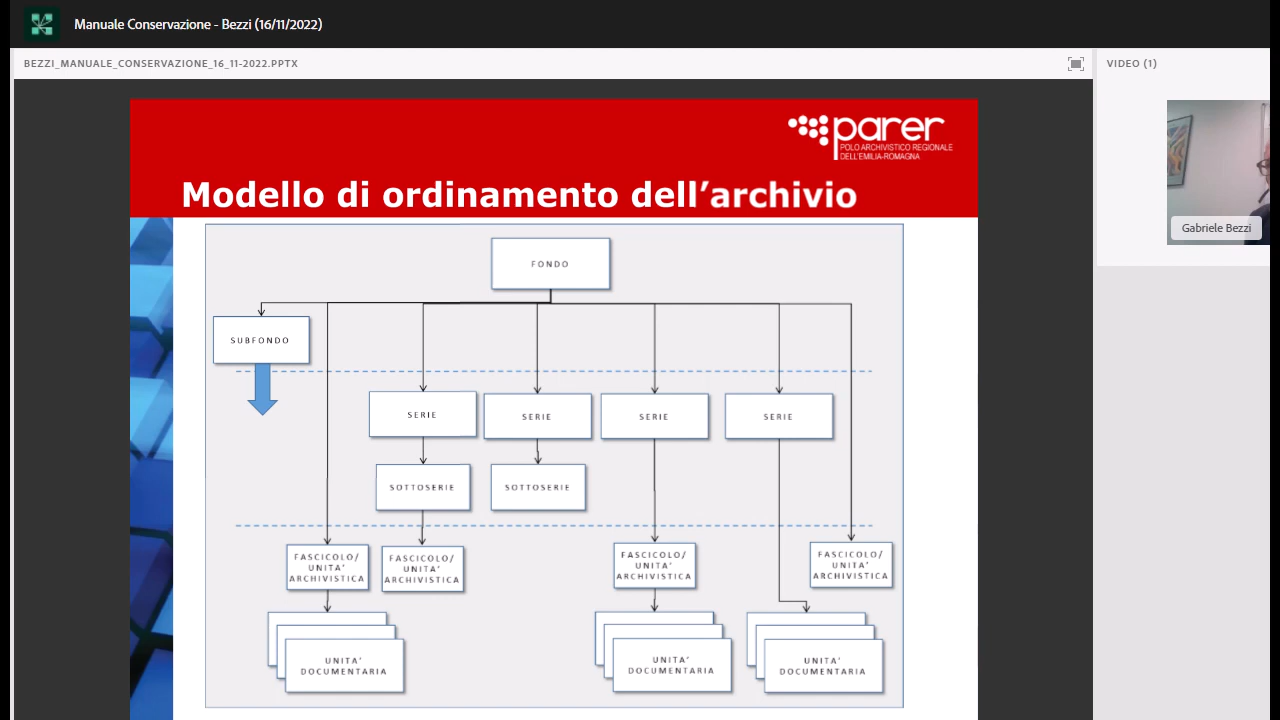 Manuale Conservazione - Bezzi (16/11/2022)
BEZZI_MANUALE_CONSERVAZIONE_16_11-2022.PPTX
VIDEO (1)
parer
POLO ARCHIVISTICO REGIONALE
DELL'EMILIA-ROMAGNA
Modello di ordinamento dell'archivio
Gabriele Bezzi
FONDO
SUBFONDO
SERIE
SERIE
SERIE
SERIE
SOTTOSERIE
SOTTOSERIE
FASCICOLO/
UNITA'
ARCHIVISTICA
FASCICOLO/
UNITA'
ARCHIVISTICA
FASCICOLO/
UNITA'
ARCHIVISTICA
FASCICOLO/
UNITA'
ARCHIVISTICA
UNITA'
DOCUMENTARIA
UNITA'
DOCUMENTARIA
UNITA'
DOCUMENTARIA